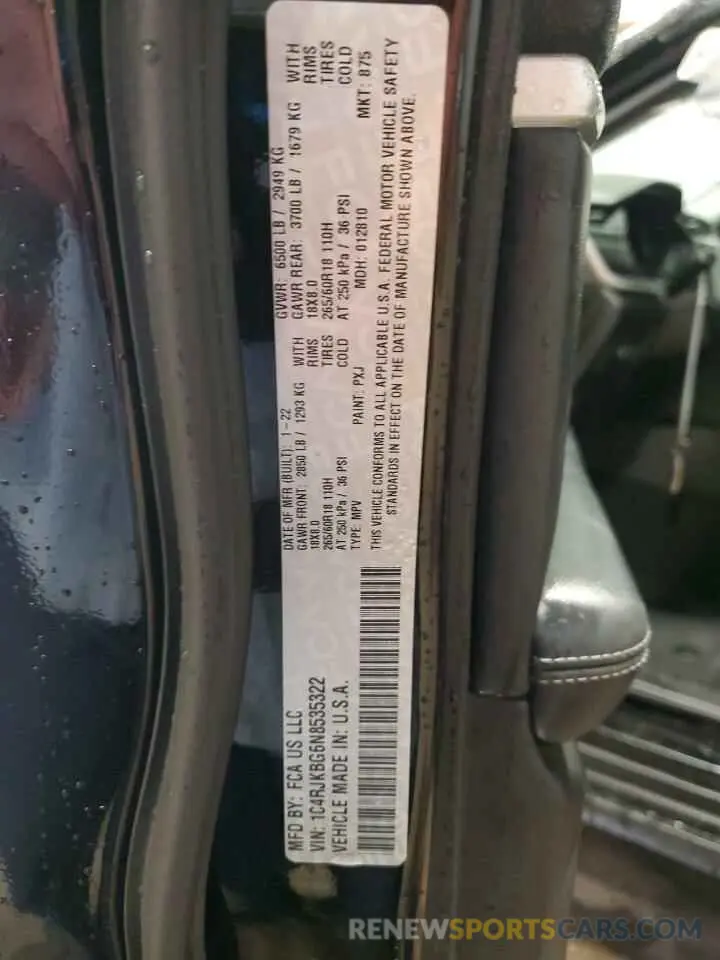 MFD BY: FCA US LLC
VIN: 1C4RJKBG6N8535322
VEHICLE MADE IN: U.S.A.
DATE OF MFR (BUILT): 1-22
GAWR FRONT: 2850 LB / 1293 KG WITH
18X8.0 RIMS
265/60R18 110H TIRES
AT 250 kPa / 36 PSI COLD
TYPE: MPV PAINT: PXJ
GVWR: 6500 LB / 2949 KG
GAWR REAR: 3700 LB / 1679 KG WITH
18X8.0 RIMS
265/60R18 110H TIRES
AT 250 kPa / 36 PSI COLD
MDH: 012810 MKT: 875
THIS VEHICLE CONFORMS TO ALL APPLICABLE U.S.A. FEDERAL MOTOR VEHICLE SAFETY
STANDARDS IN EFFECT ON THE DATE OF MANUFACTURE SHOWN ABOVE.
RENEWSPORTSCARS.COM